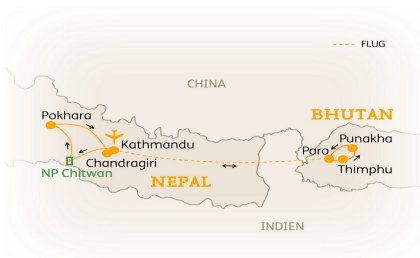 FLUG
CHINA
BHUTAN
Pokhara
Punakha
Kathmandu
Paro
Chandragiri
Thimphu
NP Chitwan
NEPAL
INDIEN